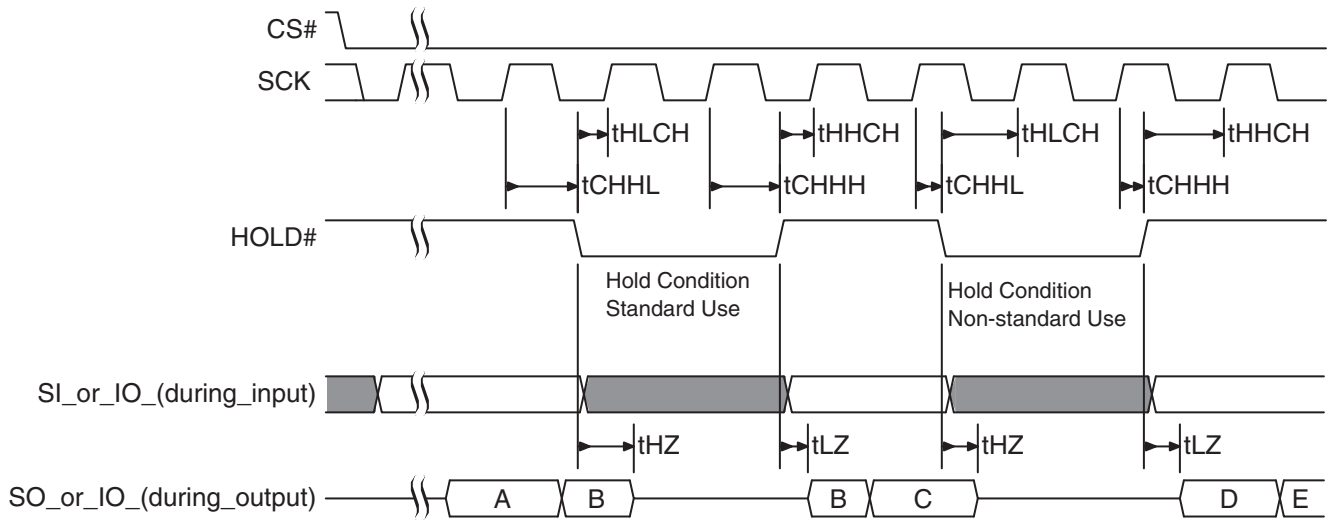 CS#
SCK
tHLCH
tHHCH
tHLCH
tHHCH
tCHHL
tCHHH
tCHHL
tCHHH
HOLD#
Hold Condition
Standard Use
Hold Condition
Non-standard Use
SI_or_IO_(during_input)
tHZ
tLZ
tHZ
tLZ
SO_or_IO_(during_output)
A
B
B
C
D
E